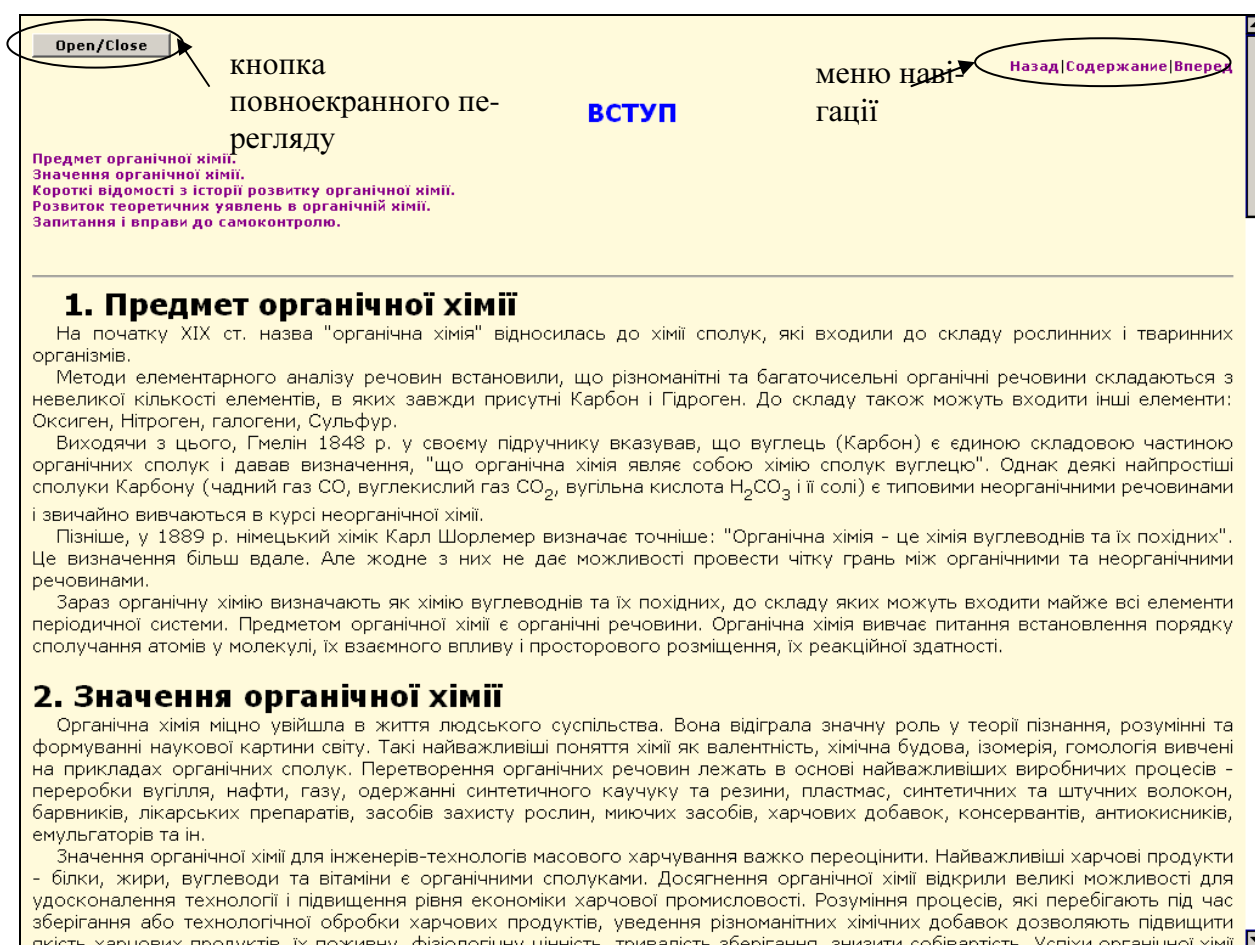 Open/Close
кнопка
повноекранного пе-
регляду
меню наві-
гації
Назад|Содержание|Вперед
ВСТУП
Предмет органічної хімії.
Значення органічної хімії.
Короткі відомості з історії розвитку органічної хімії.
Розвиток теоретичних уявлень в органічній хімії.
Запитання і вправи до самоконтролю.
1. Предмет органічної хімії
На початку XIX ст. назва "органічна хімія" відносилась до хімії сполук, які входили до складу рослинних і тваринних
організмів.
Методи елементарного аналізу речовин встановили, що різноманітні та багаточисельні органічні речовини складаються з
невеликої кількості елементів, в яких завжди присутні Карбон і Гідроген. До складу також можуть входити інші елементи:
Оксиген, Нітроген, галогени, Сульфур.
Виходячи з цього, Гмелін 1848 р. у своєму підручнику вказував, що вуглець (Карбон) є єдиною складовою частиною
органічних сполук і давав визначення, "що органічна хімія являє собою хімію сполук вуглецю". Однак деякі найпростіші
сполуки Карбону (чадний газ CO, вуглекислий газ CO₂, вугільна кислота H₂CO₃ і її солі) є типовими неорганічними речовинами
і звичайно вивчаються в курсі неорганічної хімії.
Пізніше, у 1889 р. німецький хімік Карл Шорлемер визначає точніше: "Органічна хімія - це хімія вуглеводнів та їх похідних".
Це визначення більш вдале. Але жодне з них не дає можливості провести чітку грань між органічними та неорганічними
речовинами.
Зараз органічну хімію визначають як хімію вуглеводнів та їх похідних, до складу яких можуть входити майже всі елементи
періодичної системи. Предметом органічної хімії є органічні речовини. Органічна хімія вивчає питання встановлення порядку
сполучання атомів у молекулі, їх взаємного впливу і просторового розміщення, їх реакційної здатності.
2. Значення органічної хімії
Органічна хімія міцно увійшла в життя людського суспільства. Вона відіграла значну роль у теорії пізнання, розумінні та
формуванні наукової картини світу. Такі найважливіші поняття хімії як валентність, хімічна будова, ізомерія, гомологія вивчені
на прикладах органічних сполук. Перетворення органічних речовин лежать в основі найважливіших виробничих процесів -
переробки вугілля, нафти, газу, одержанні синтетичного каучуку та резини, пластмас, синтетичних та штучних волокон,
барвників, лікарських препаратів, засобів захисту рослин, миючих засобів, харчових добавок, консервантів, антиокисників,
емульгаторів та ін.
Значення органічної хімії для інженерів-технологів масового харчування важко переоцінити. Найважливіші харчові продукти
- білки, жири, вуглеводи та вітаміни є органічними сполуками. Досягнення органічної хімії відкрили великі можливості для
удосконалення технології і підвищення рівня економіки харчової промисловості. Розуміння процесів, які перебігають під час
зберігання або технологічної обробки харчових продуктів, уведення різноманітних хімічних добавок дозволяють підвищити
якість харчових продуктів, їх поживну, фізіологічну цінність, тривалість зберігання, знизити собівартість. Успіхи органічної хімії